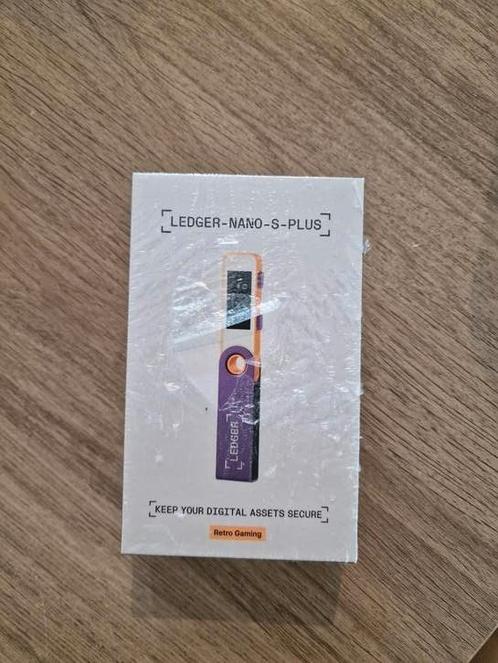 LEDGER-NANO-S-PLUS
LEDGER
KEEP YOUR DIGITAL ASSETS SECURE
Retro Gaming